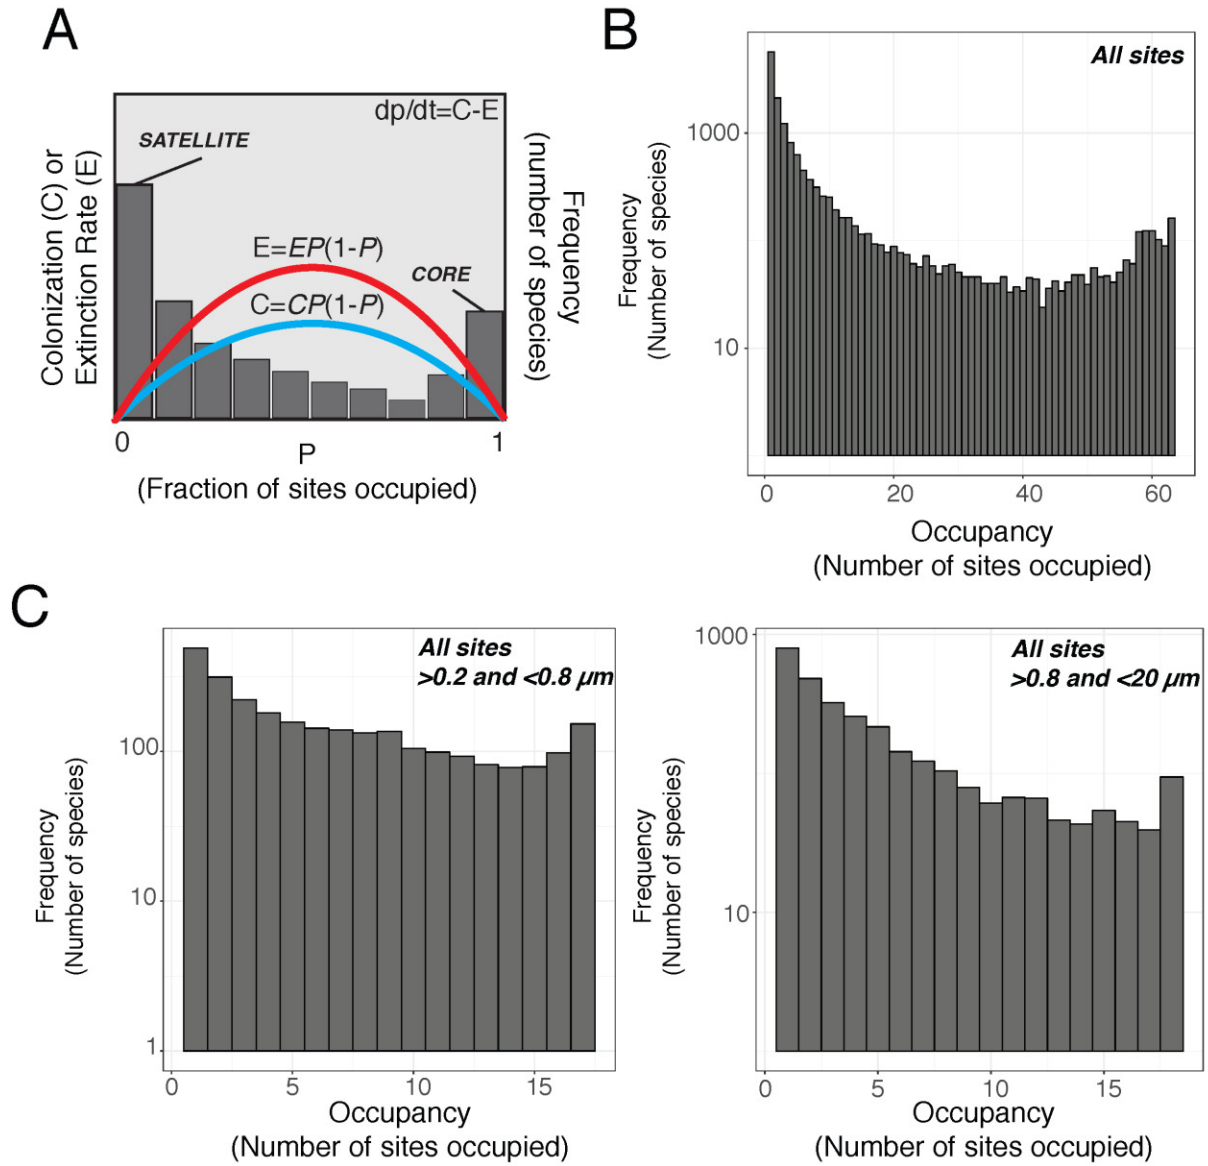 A
dp/dt=C-E
SATELLITE
E=EP(1-P)
C=CP(1-P)
CORE
Colonization (C) or
Extinction Rate (E)
Frequency
(number of species)
0
1
P
(Fraction of sites occupied)
B
All sites
1000
10
Frequency
(Number of species)
0
20
40
60
Occupancy
(Number of sites occupied)
C
All sites
>0.2 and <0.8 µm
100
10
1
Frequency
(Number of species)
0
5
10
15
Occupancy
(Number of sites occupied)
All sites
>0.8 and <20 µm
1000
10
Frequency
(Number of species)
0
5
10
15
Occupancy
(Number of sites occupied)